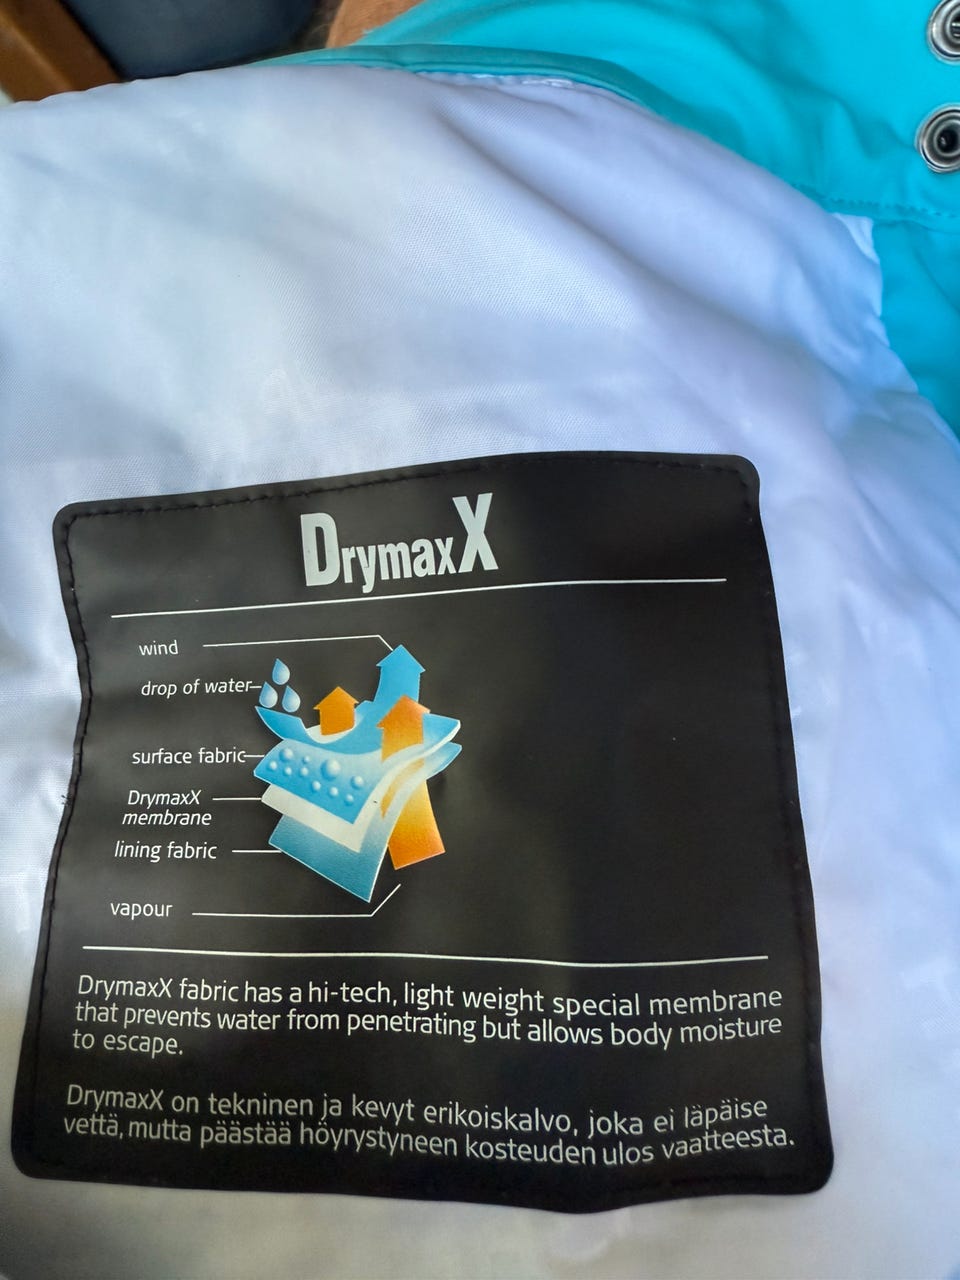 DrymaxX
wind
drop of water
surface fabric
DrymaxX
membrane
lining fabric
vapour
DrymaxX fabric has a hi-tech, light weight special membrane
that prevents water from penetrating but allows body moisture
to escape.
DrymaxX on tekninen ja kevyt erikoiskalvo, joka ei läpäise
vettä, mutta päästää höyrystyneen kosteuden ulos vaatteesta.